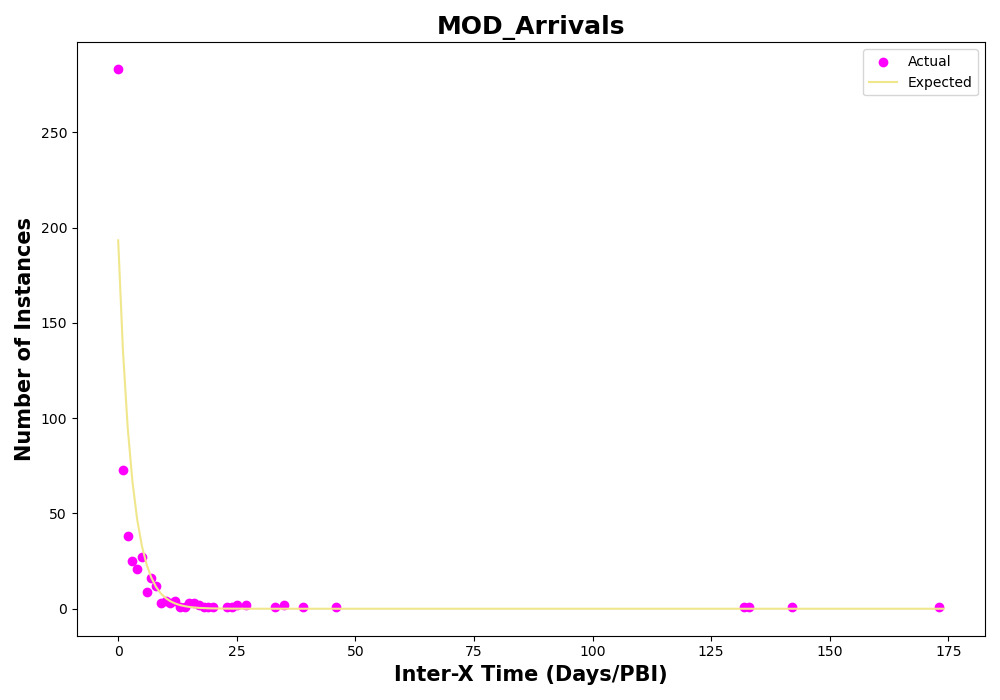 MOD_Arrivals
Actual
Expected
Number of Instances
250
200
150
100
50
0
0 25 50 75 100 125 150 175
Inter-X Time (Days/PBI)